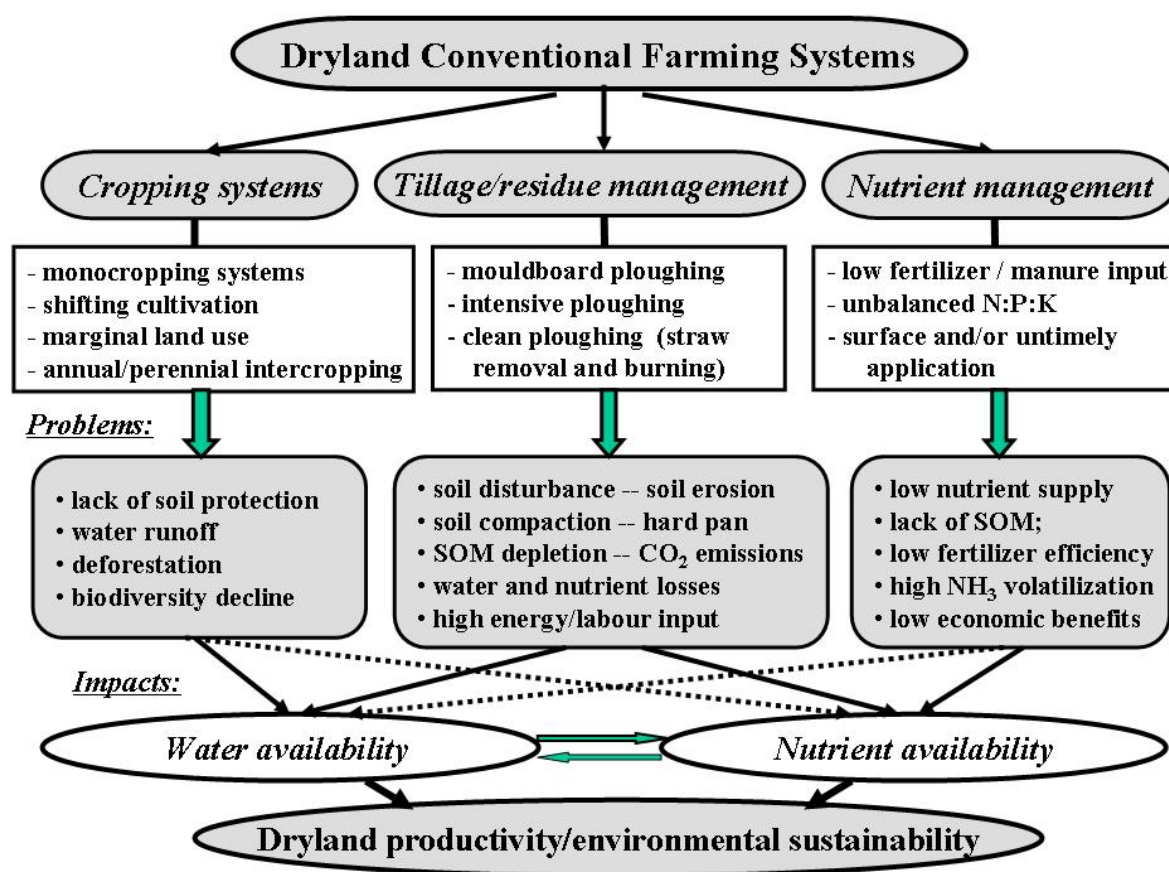 Dryland Conventional Farming Systems
Cropping systems
Tillage/residue management
Nutrient management
- monocropping systems
- shifting cultivation
- marginal land use
- annual/perennial intercropping
- mouldboard ploughing
- intensive ploughing
- clean ploughing (straw
removal and burning)
- low fertilizer / manure input
- unbalanced N:P:K
- surface and/or untimely
application
Problems:
• lack of soil protection
• water runoff
• deforestation
• biodiversity decline
• soil disturbance -- soil erosion
• soil compaction -- hard pan
• SOM depletion -- CO₂ emissions
• water and nutrient losses
• high energy/labour input
• low nutrient supply
• lack of SOM;
• low fertilizer efficiency
• high NH₃ volatilization
• low economic benefits
Impacts:
Water availability
Nutrient availability
Dryland productivity/environmental sustainability